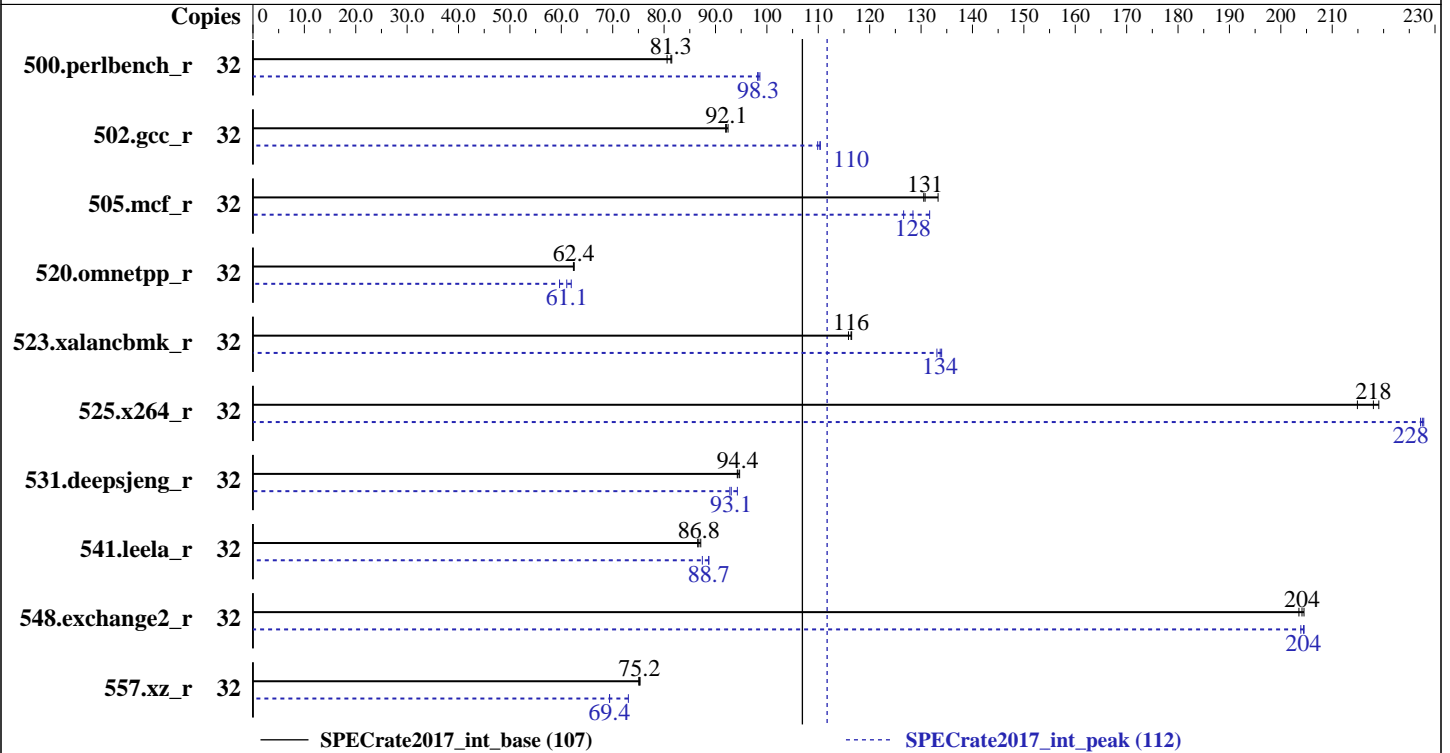 Copies 0 10.0 20.0 30.0 40.0 50.0 60.0 70.0 80.0 90.0 100 110 120 130 140 150 160 170 180 190 200 210 230
81.3
500.perlbench_r 32
98.3
92.1
502.gcc_r 32
110
131
505.mcf_r 32
128
62.4
520.omnetpp_r 32
61.1
116
523.xalancbmk_r 32
134
218
525.x264_r 32
228
94.4
531.deepsjeng_r 32
93.1
86.8
541.leela_r 32
88.7
204
548.exchange2_r 32
204
75.2
557.xz_r 32
69.4
SPECrate2017_int_base (107) SPECrate2017_int_peak (112)